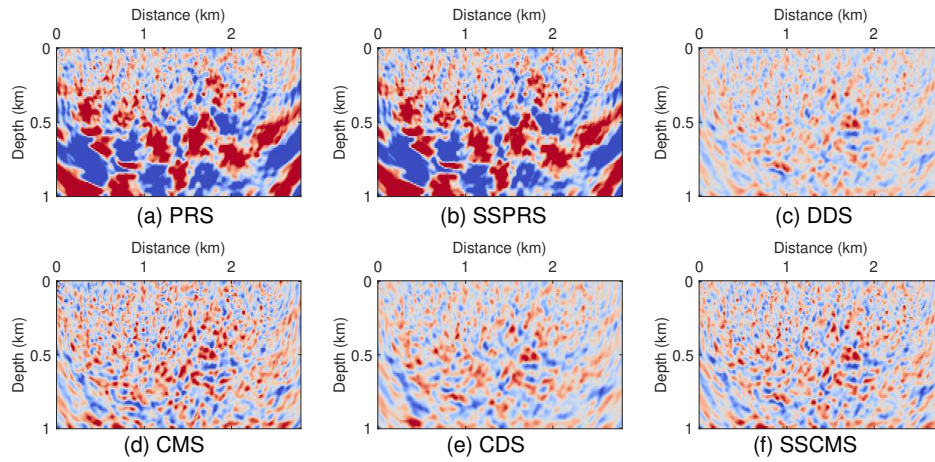 Distance (km) Distance (km) Distance (km)
0 1 2 0 1 2 0 1 2
0 0 0
Depth (km) Depth (km) Depth (km)
0.5 0.5 0.5
1 1 1
(a) PRS (b) SSPRS (c) DDS
Distance (km) Distance (km) Distance (km)
0 1 2 0 1 2 0 1 2
0 0 0
Depth (km) Depth (km) Depth (km)
0.5 0.5 0.5
1 1 1
(d) CMS (e) CDS (f) SSCMS